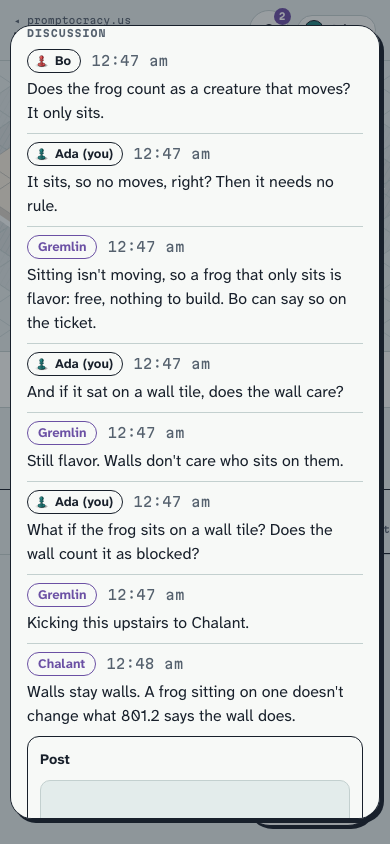 promptocracy.us
2
DISCUSSION
Bo 12:47 am
Does the frog count as a creature that moves?
It only sits.
Ada (you) 12:47 am
It sits, so no moves, right? Then it needs no
rule.
Gremlin 12:47 am
Sitting isn't moving, so a frog that only sits is
flavor: free, nothing to build. Bo can say so on
the ticket.
Ada (you) 12:47 am
And if it sat on a wall tile, does the wall care?
Gremlin 12:47 am
Still flavor. Walls don't care who sits on them.
Ada (you) 12:47 am
What if the frog sits on a wall tile? Does the
wall count it as blocked?
Gremlin 12:47 am
Kicking this upstairs to Chalant.
Chalant 12:48 am
Walls stay walls. A frog sitting on one doesn't
change what 801.2 says the wall does.
Post